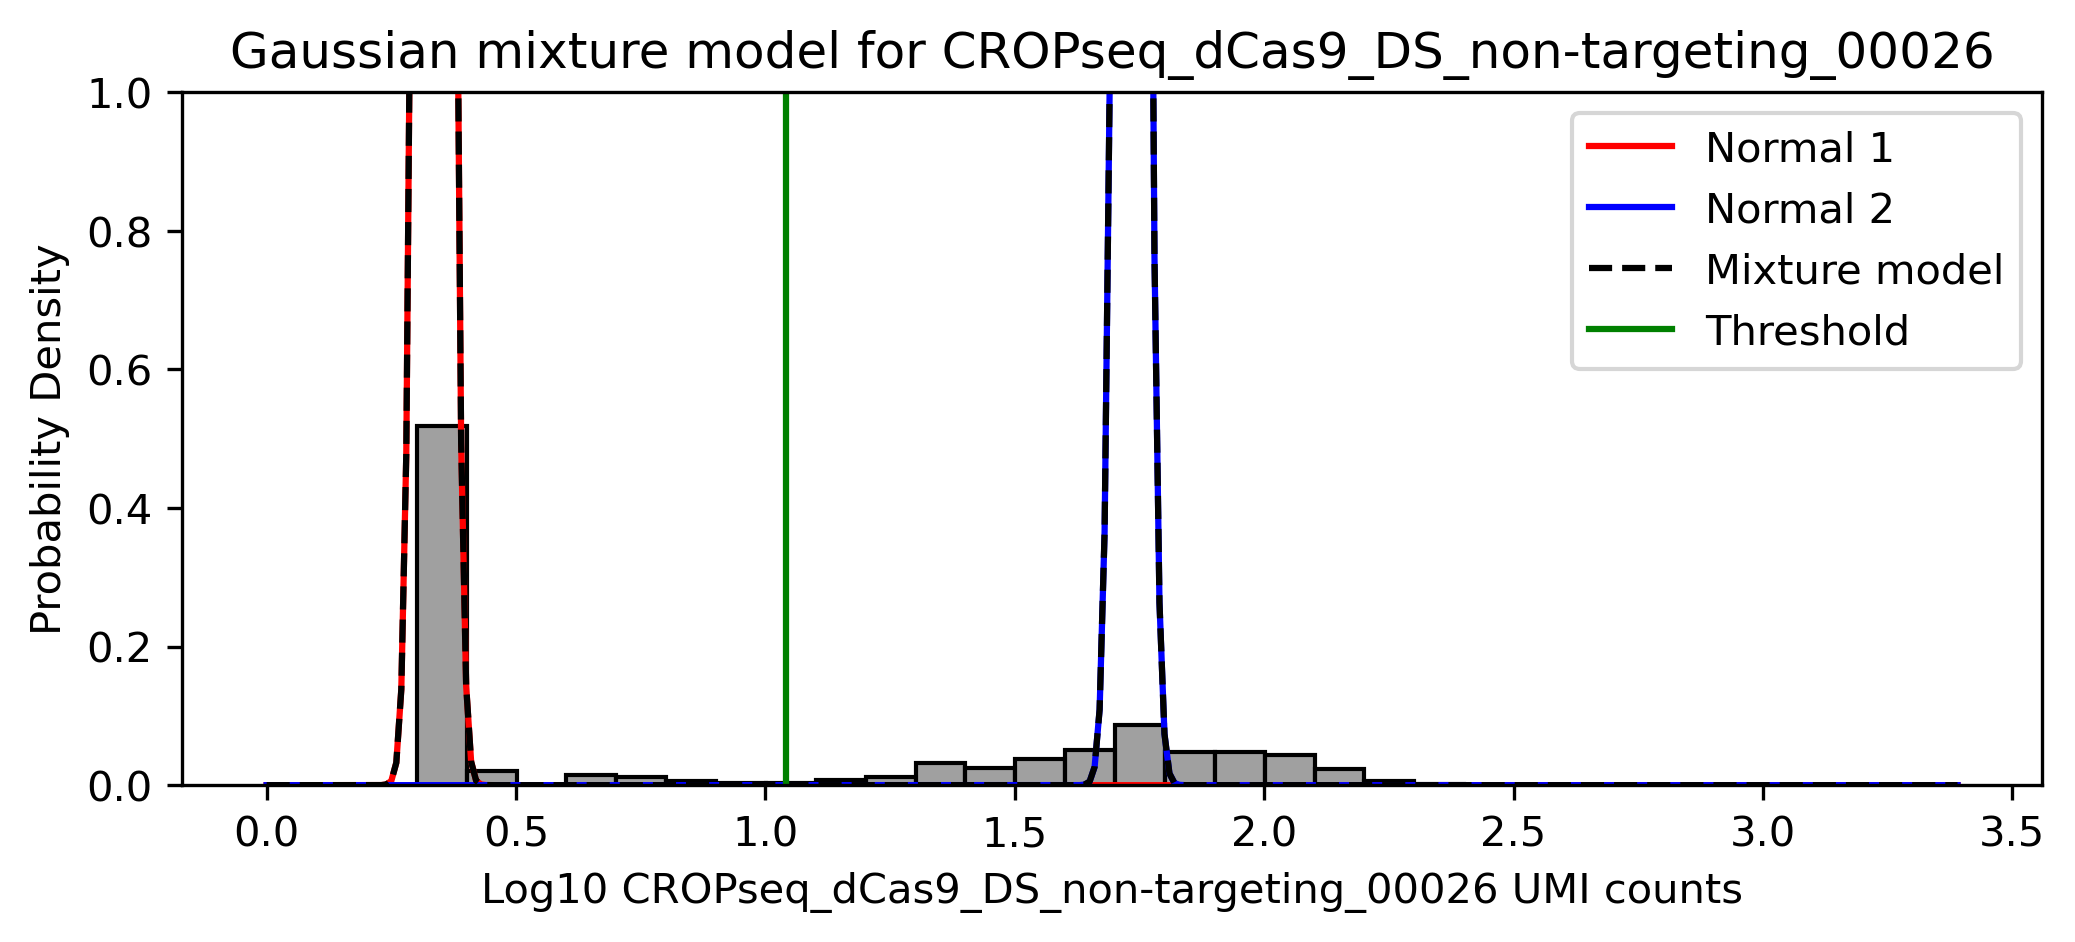 Gaussian mixture model for CROPseq_dCas9_DS_non-targeting_00026
Probability Density
1.0
0.8
0.6
0.4
0.2
0.0
Normal 1
Normal 2
Mixture model
Threshold
0.0 0.5 1.0 1.5 2.0 2.5 3.0 3.5
Log10 CROPseq_dCas9_DS_non-targeting_00026 UMI counts